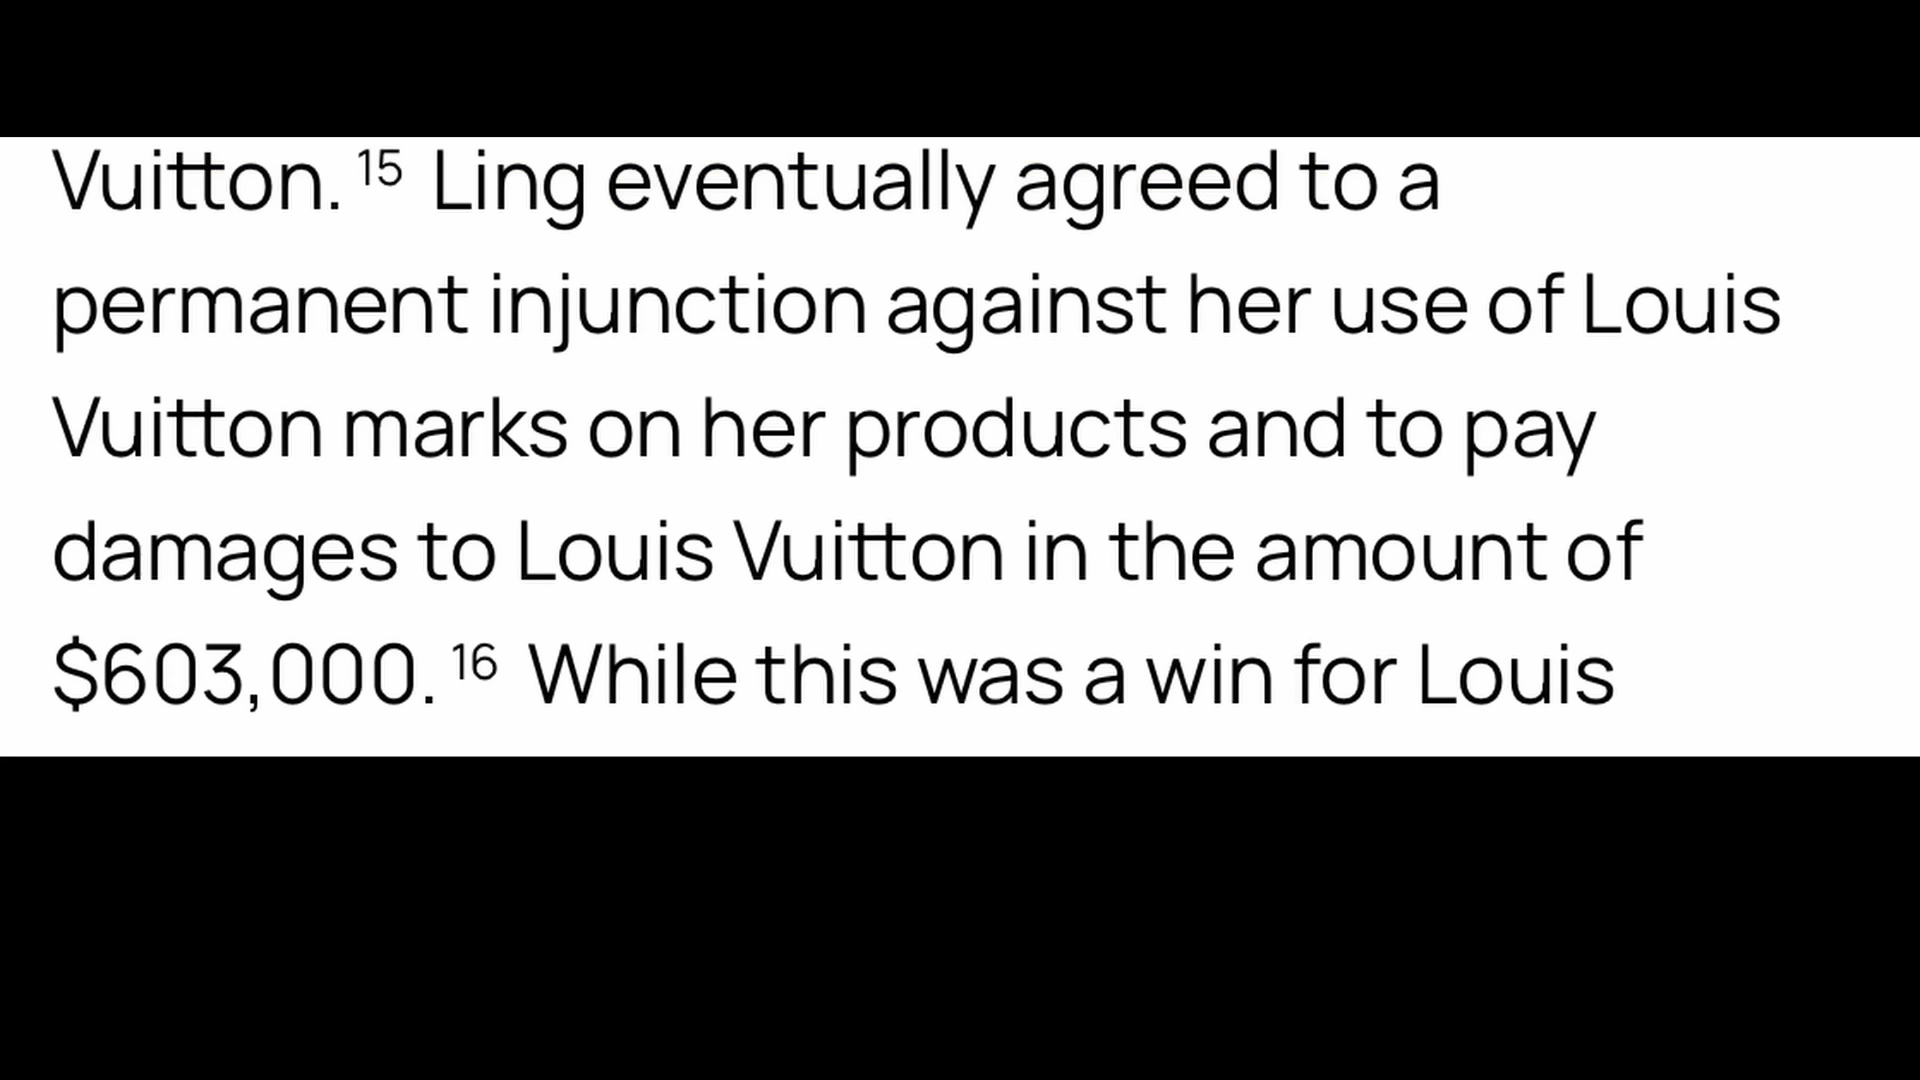 Vuitton. 15 Ling eventually agreed to a
permanent injunction against her use of Louis
Vuitton marks on her products and to pay
damages to Louis Vuitton in the amount of
$603,000. 16 While this was a win for Louis